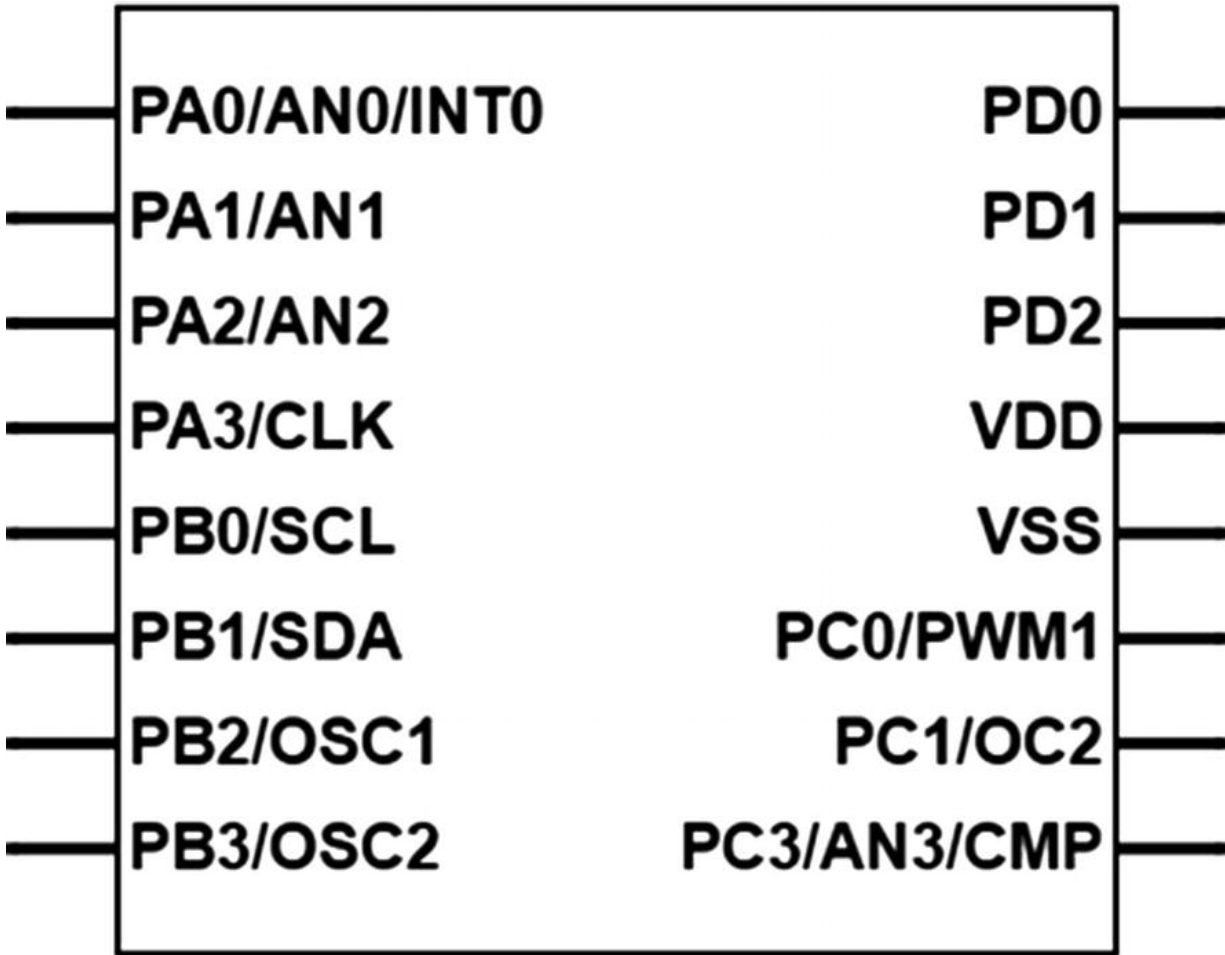 PA0/AN0/INT0
PA1/AN1
PA2/AN2
PA3/CLK
PB0/SCL
PB1/SDA
PB2/OSC1
PB3/OSC2
PD0
PD1
PD2
VDD
VSS
PC0/PWM1
PC1/OC2
PC3/AN3/CMP